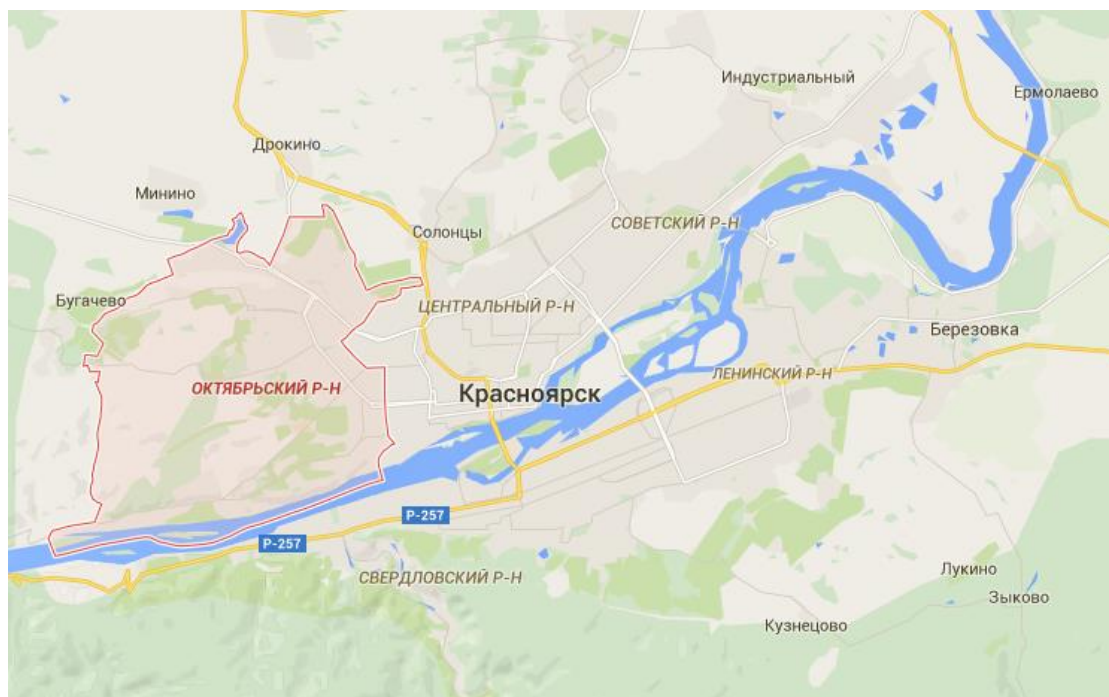 Индустриальный
Ермолаево
Дрокино
Минино
СОВЕТСКИЙ Р-Н
Солонцы
Бугачево
ЦЕНТРАЛЬНЫЙ Р-Н
Березовка
ЛЕНИНСКИЙ Р-Н
ОКТЯБРЬСКИЙ Р-Н
Красноярск
Р-257
Р-257
СВЕРДЛОВСКИЙ Р-Н
Лукино
Зыково
Кузнецово